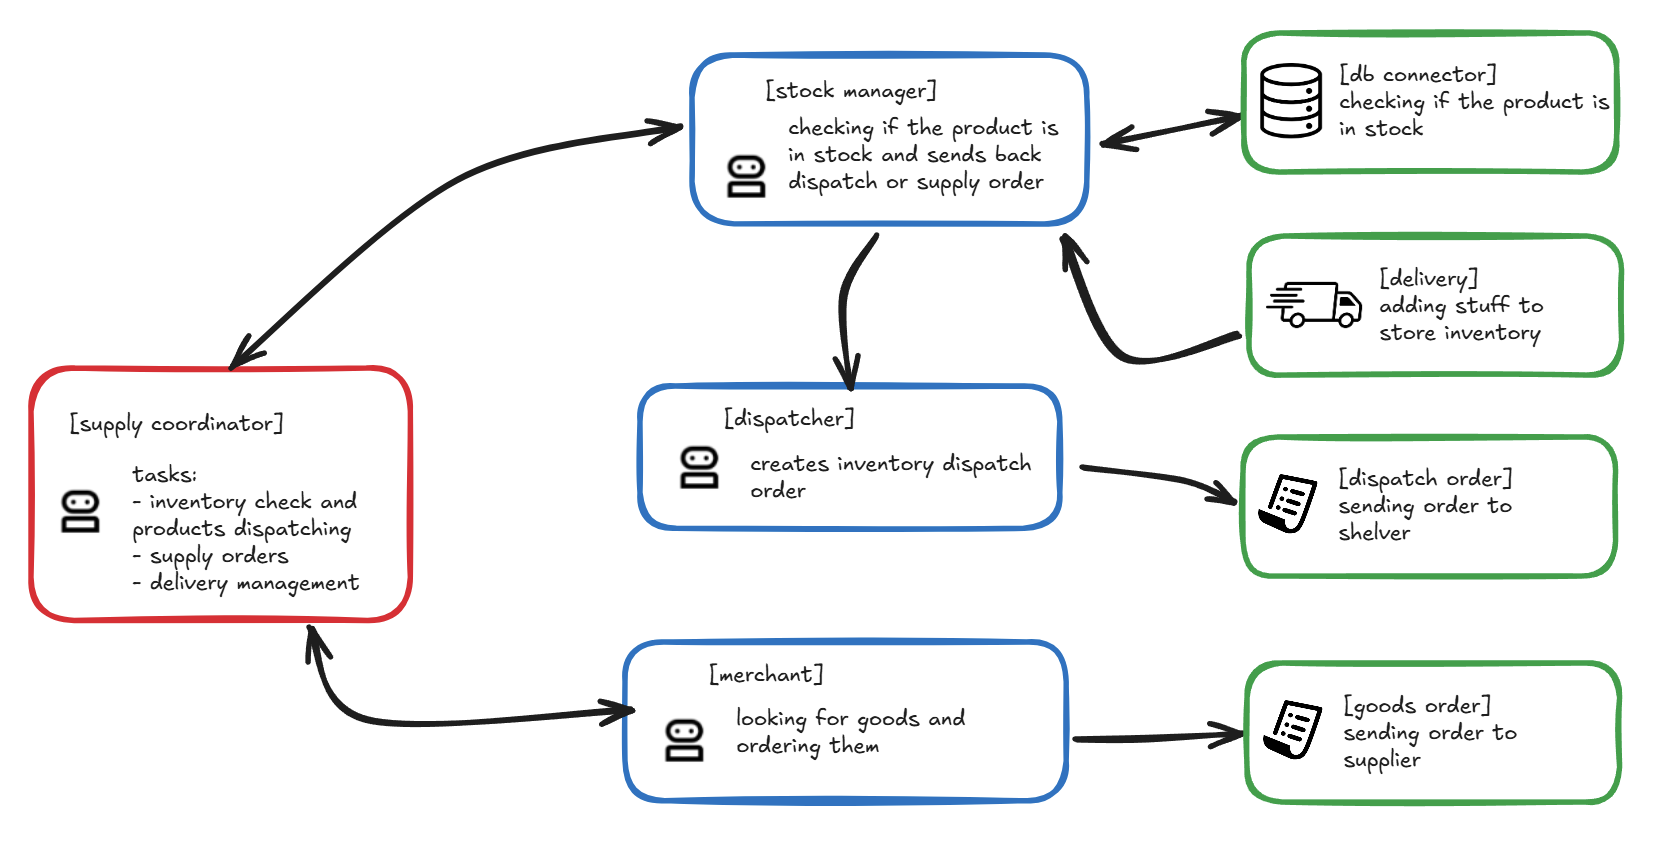 [stock manager]
checking if the product is
in stock and sends back
dispatch or supply order
[db connector]
checking if the product is
in stock
[delivery]
adding stuff to
store inventory
[supply coordinator]
tasks:
- inventory check and
products dispatching
- supply orders
- delivery management
[dispatcher]
creates inventory dispatch
order
[dispatch order]
sending order to
shelver
[merchant]
looking for goods and
ordering them
[goods order]
sending order to
supplier